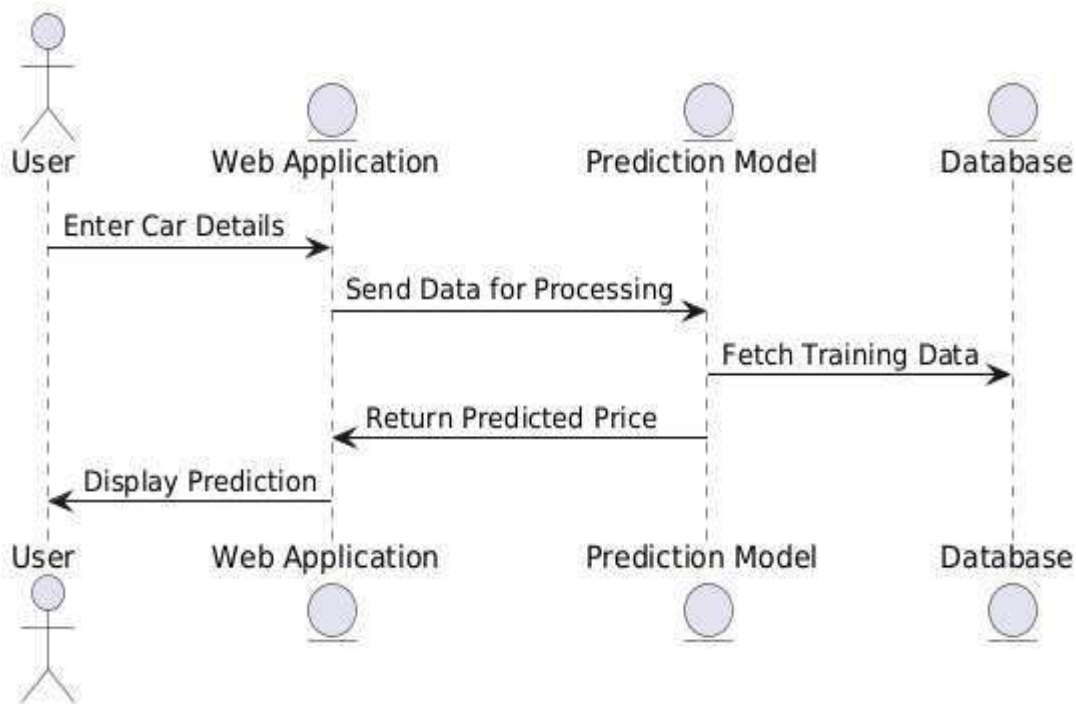 User
Web Application
Prediction Model
Database
Enter Car Details
Send Data for Processing
Fetch Training Data
Return Predicted Price
Display Prediction
User
Web Application
Prediction Model
Database